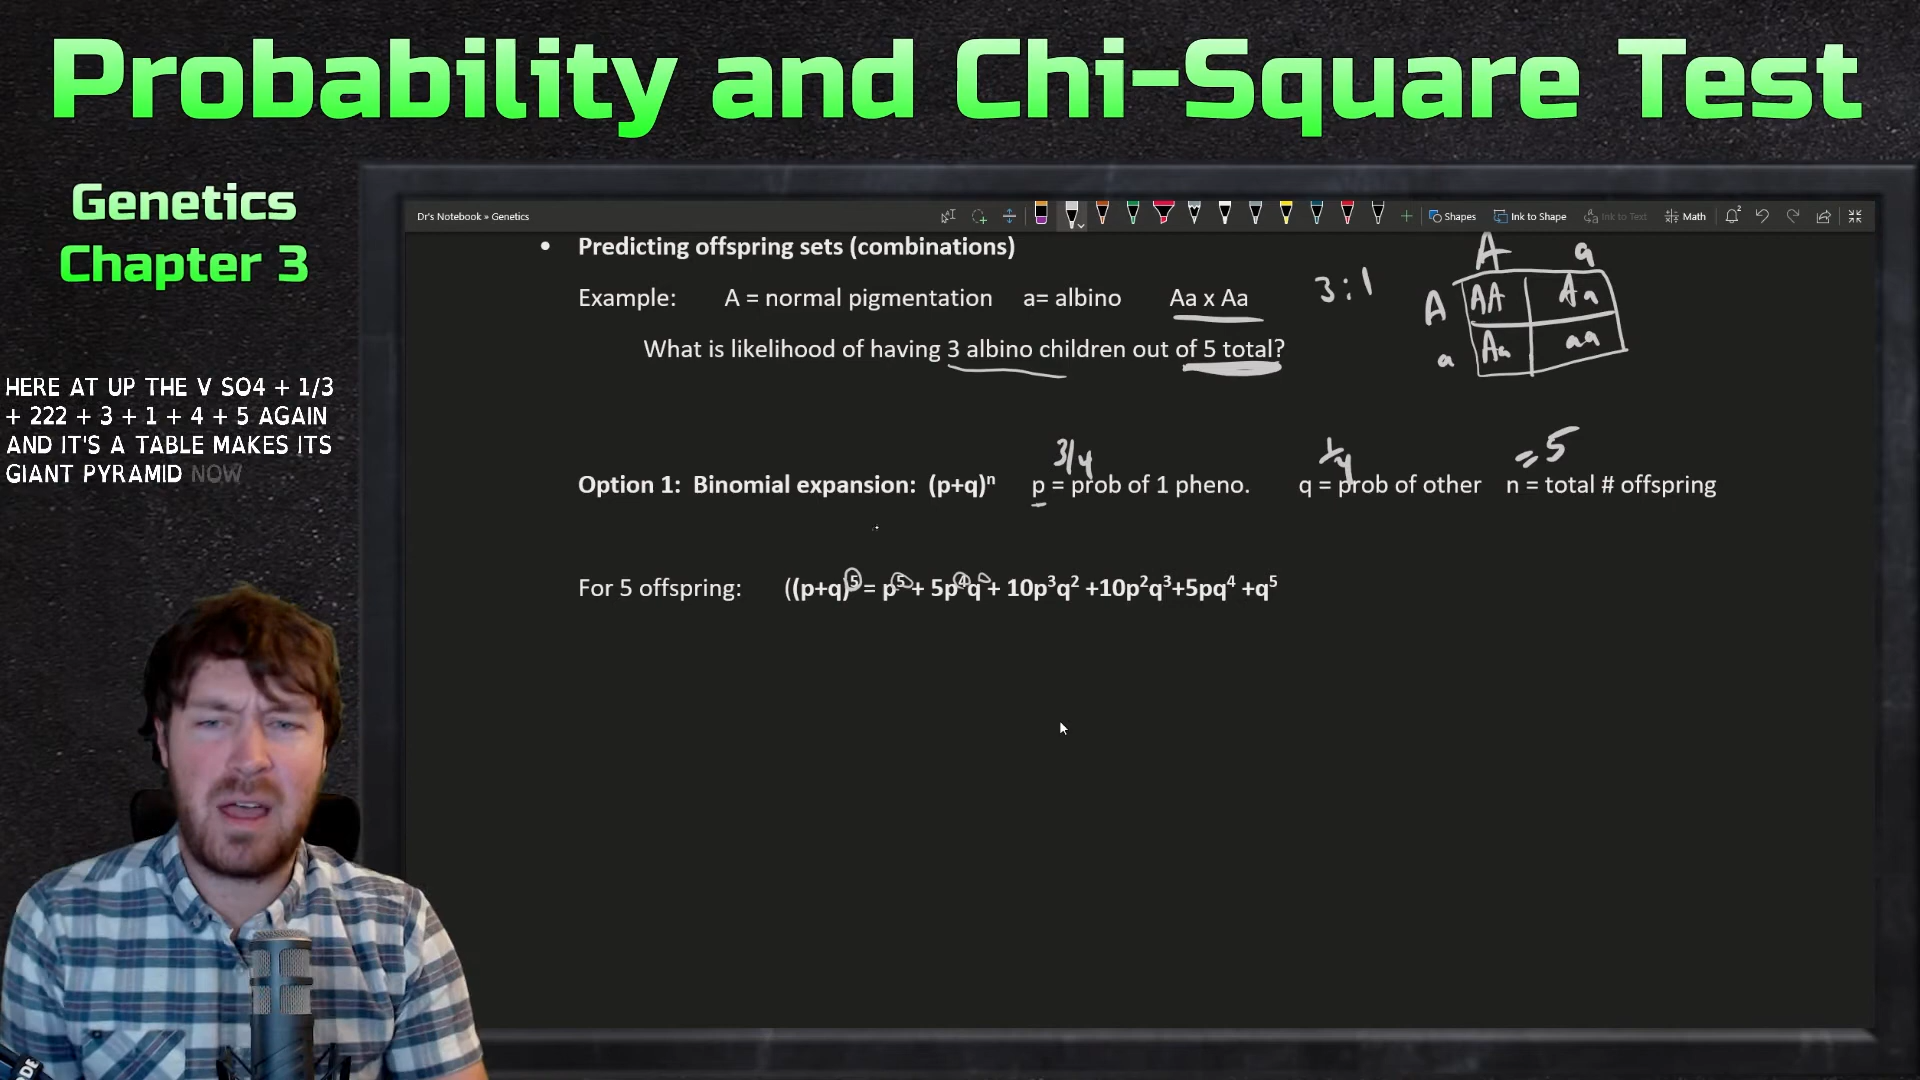 Probability and Chi-Square Test
Genetics
Chapter 3
HERE AT UP THE V SO4 + 1/3
+ 222 + 3 + 1 + 4 + 5 AGAIN
AND IT'S A TABLE MAKES ITS
GIANT PYRAMID NOW
Dr's Notebook » Genetics
Shapes Ink to Shape Ink to Text Math
• Predicting offspring sets (combinations)
Example: A = normal pigmentation a= albino Aa x Aa
3:1
A a
A AA Aa
a Aa aa
What is likelihood of having 3 albino children out of 5 total?
3/4 1/4 = 5
Option 1: Binomial expansion: (p+q)ⁿ p = prob of 1 pheno. q = prob of other n = total # offspring
For 5 offspring: ((p+q)⁵= p⁵ + 5p⁴q + 10p³q² +10p²q³+5pq⁴ +q⁵